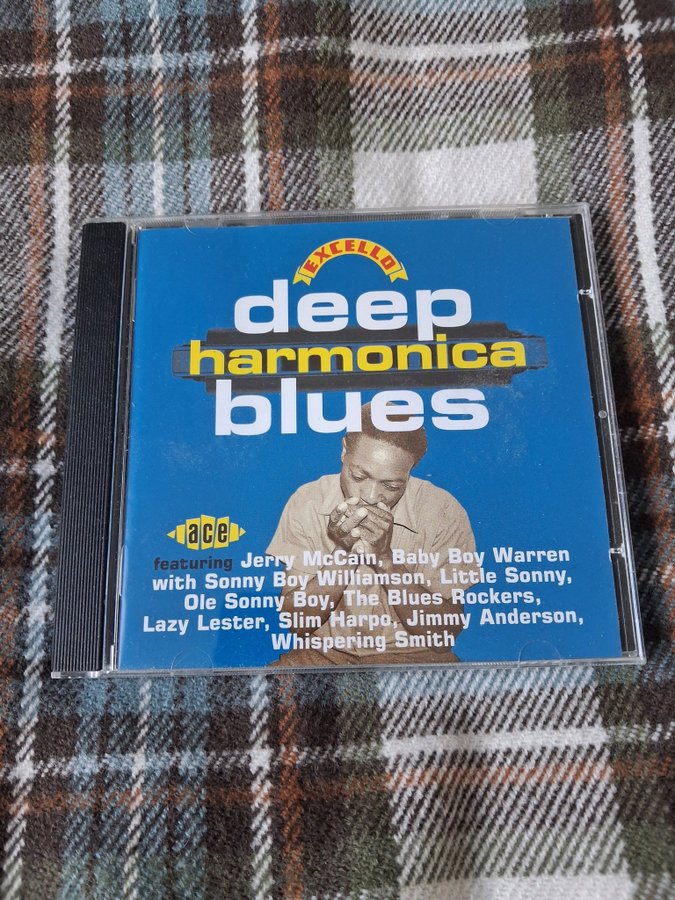 EXCELLO
deep
harmonica
blues
ace
featuring Jerry McCain, Baby Boy Warren
with Sonny Boy Williamson, Little Sonny,
Ole Sonny Boy, The Blues Rockers,
Lazy Lester, Slim Harpo, Jimmy Anderson,
Whispering Smith